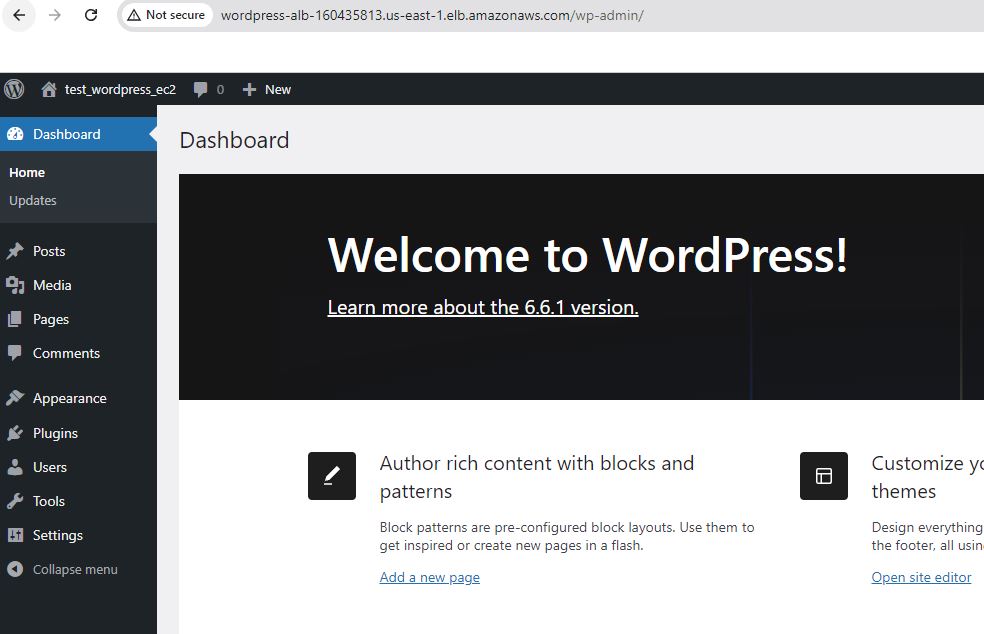 Not secure wordpress-alb-160435813.us-east-1.elb.amazonaws.com/wp-admin/
test_wordpress_ec2 0 New
Dashboard
Home
Updates
Posts
Media
Pages
Comments
Appearance
Plugins
Users
Tools
Settings
Collapse menu
Dashboard
Welcome to WordPress!
Learn more about the 6.6.1 version.
Author rich content with blocks and
patterns
Block patterns are pre-configured block layouts. Use them to
get inspired or create new pages in a flash.
Add a new page
Customize yo
themes
Design everything
the footer, all usin
Open site editor